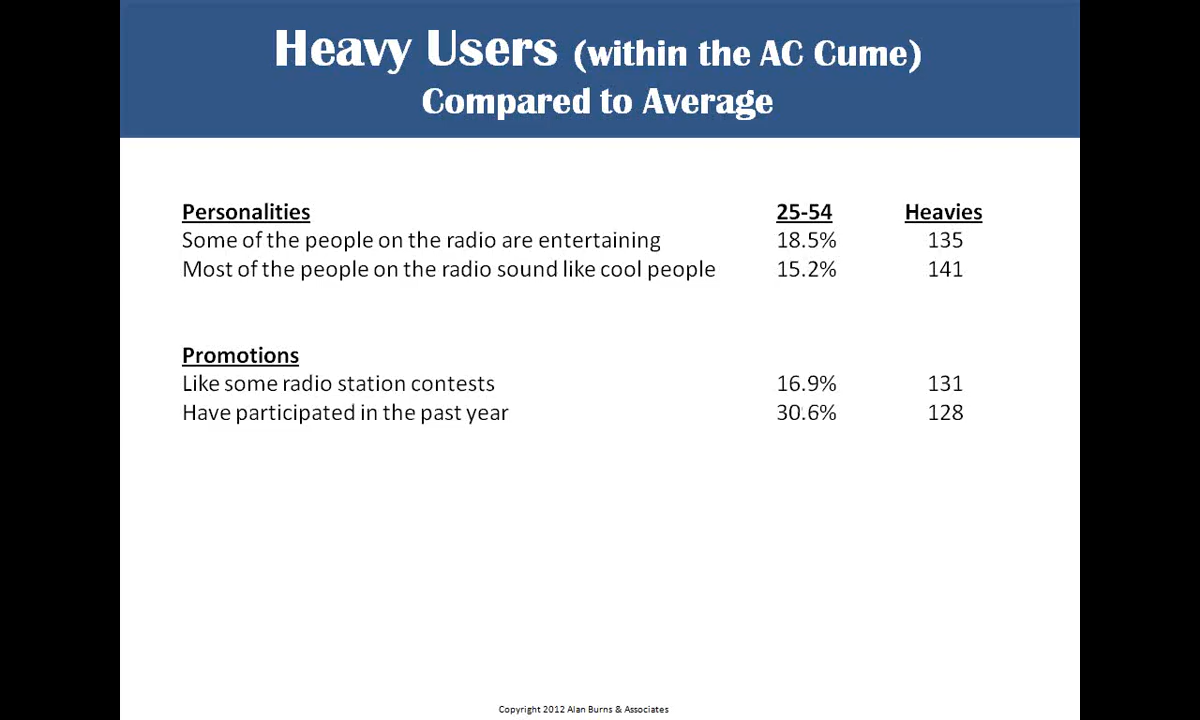 Heavy Users (within the AC Cume)
Compared to Average
Personalities 25-54 Heavies
Some of the people on the radio are entertaining 18.5% 135
Most of the people on the radio sound like cool people 15.2% 141
Promotions
Like some radio station contests 16.9% 131
Have participated in the past year 30.6% 128
Copyright 2012 Alan Burns & Associates